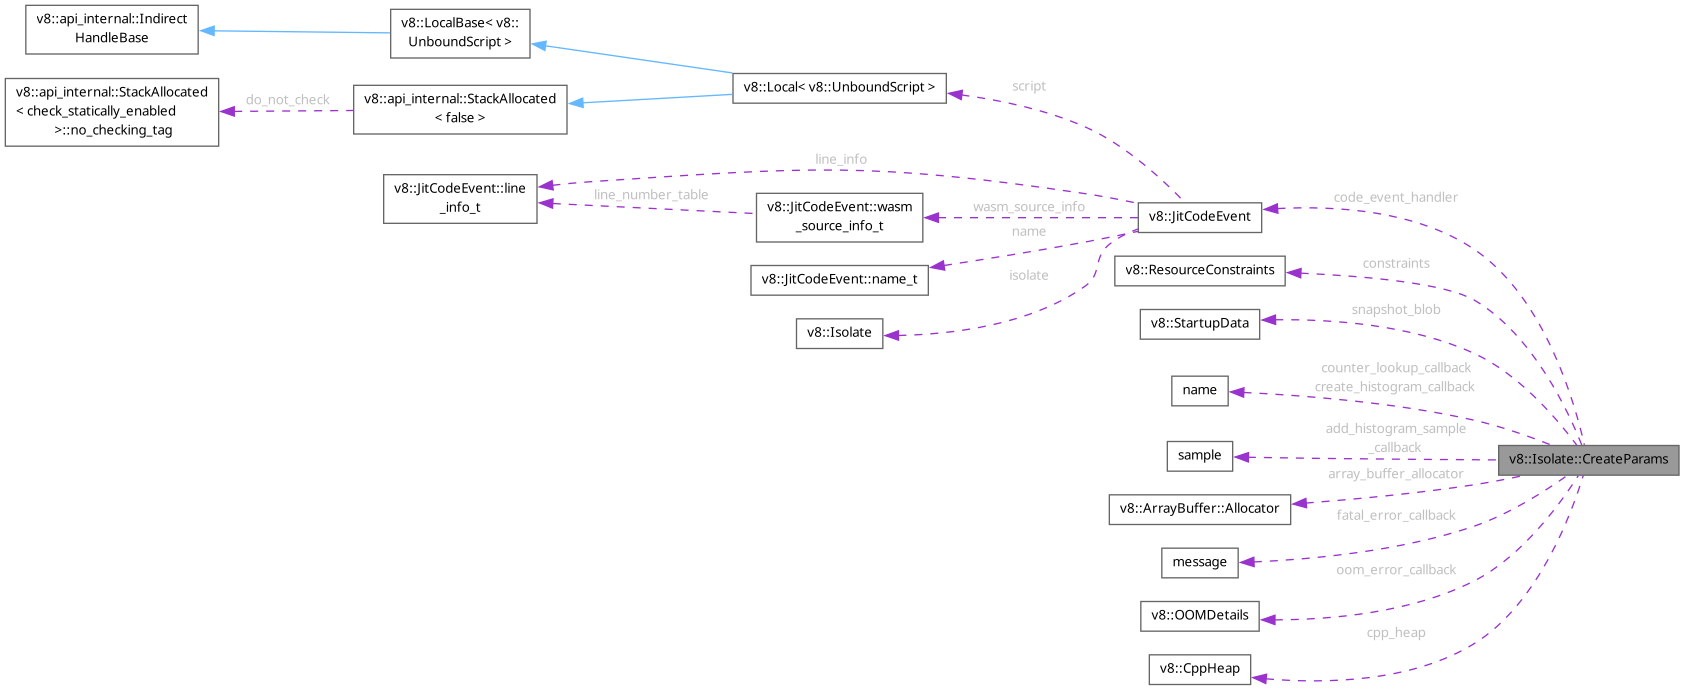 v8::api_internal::Indirect
HandleBase
v8::LocalBase< v8::
UnboundScript >
v8::api_internal::StackAllocated
< check_statically_enabled
>::no_checking_tag
do_not_check
v8::api_internal::StackAllocated
< false >
v8::Local< v8::UnboundScript >
script
line_info
v8::JitCodeEvent::line
_info_t
line_number_table
v8::JitCodeEvent::wasm
_source_info_t
wasm_source_info
name
v8::JitCodeEvent
code_event_handler
v8::JitCodeEvent::name_t
isolate
v8::ResourceConstraints
constraints
v8::Isolate
v8::StartupData
snapshot_blob
name
counter_lookup_callback
create_histogram_callback
sample
add_histogram_sample
_callback
v8::Isolate::CreateParams
v8::ArrayBuffer::Allocator
array_buffer_allocator
message
fatal_error_callback
v8::OOMDetails
oom_error_callback
v8::CppHeap
cpp_heap